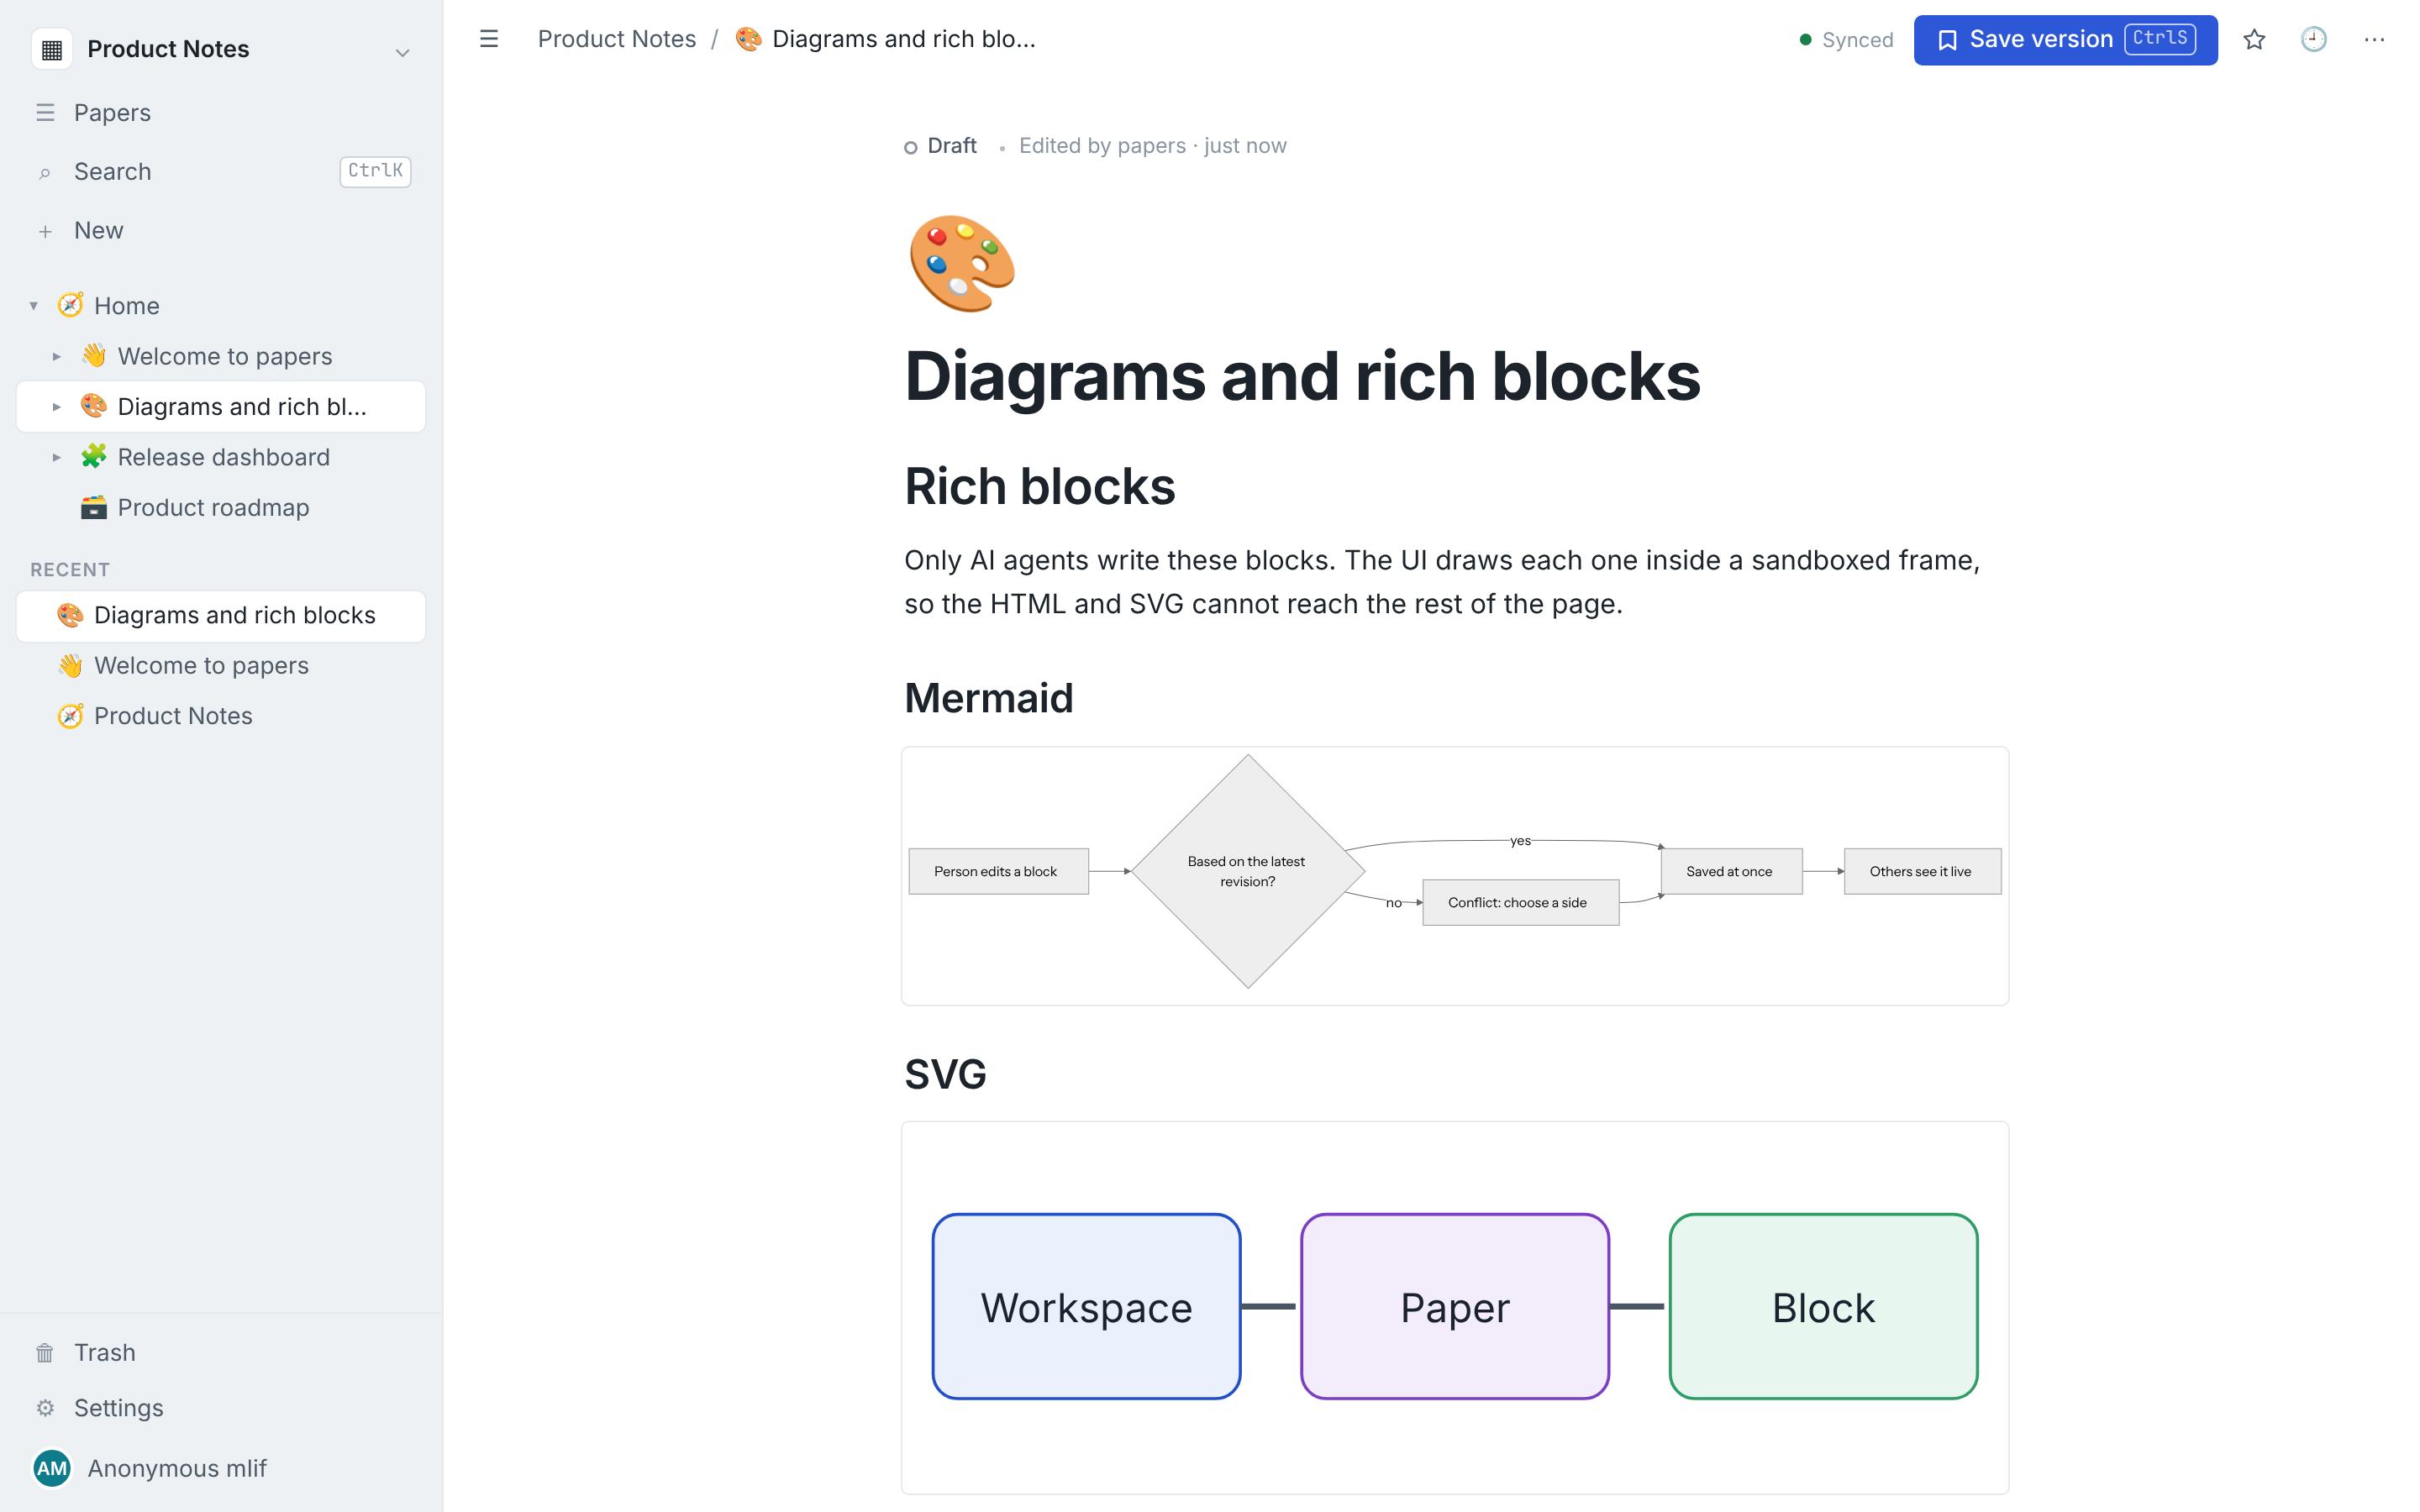 Product Notes
Papers
Search CtrlK
New
Home
Welcome to papers
Diagrams and rich bl...
Release dashboard
Product roadmap
RECENT
Diagrams and rich blocks
Welcome to papers
Product Notes
Trash
Settings
AM Anonymous mlif
Product Notes / Diagrams and rich blo...
Synced
Save version CtrlS
Draft • Edited by papers · just now
Diagrams and rich blocks
Rich blocks
Only AI agents write these blocks. The UI draws each one inside a sandboxed frame,
so the HTML and SVG cannot reach the rest of the page.
Mermaid
Person edits a block
Based on the latest
revision?
yes
no
Conflict: choose a side
Saved at once
Others see it live
SVG
Workspace
Paper
Block